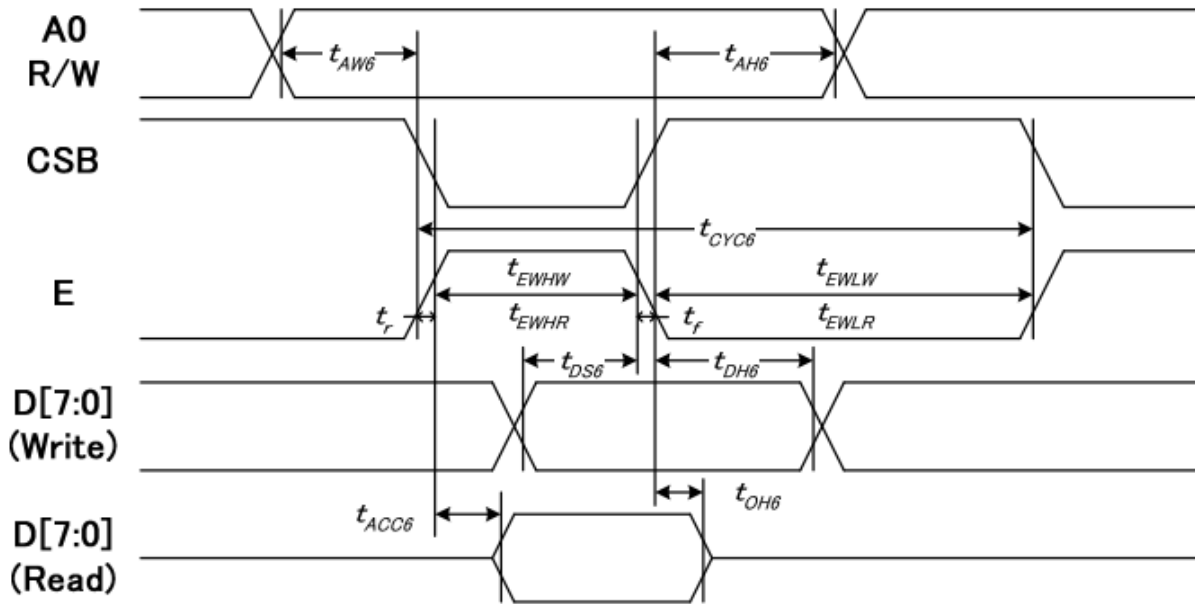 A0
R/W
t_AW6
t_AH6
CSB
t_CYC6
E
t_EWHW
t_EWLW
t_r
t_EWHR
t_f
t_EWLR
t_DS6
t_DH6
D[7:0]
(Write)
t_ACC6
t_OH6
D[7:0]
(Read)